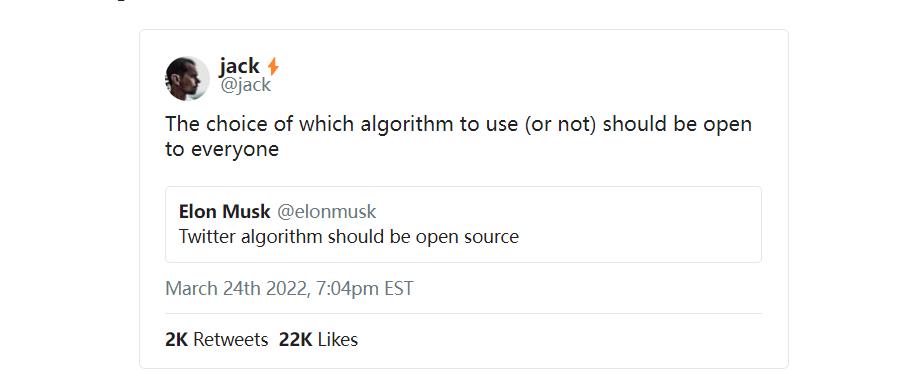 jack⚡
@jack
The choice of which algorithm to use (or not) should be open
to everyone
Elon Musk @elonmusk
Twitter algorithm should be open source
March 24th 2022, 7:04pm EST
2K Retweets 22K Likes